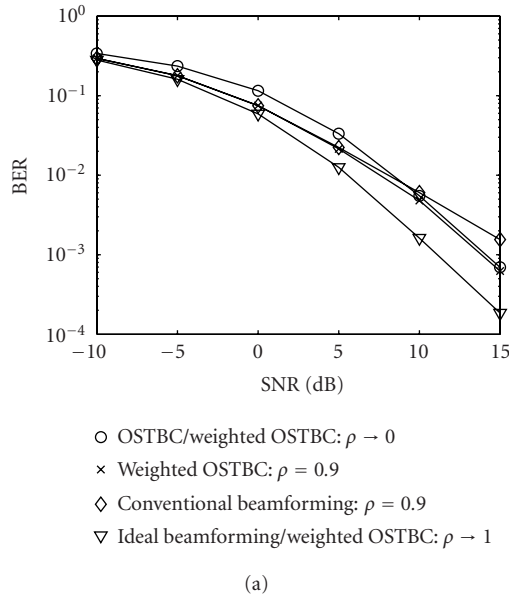 10^0
10^−1
10^−2
10^−3
10^−4
BER
−10 −5 0 5 10 15
SNR (dB)
OSTBC/weighted OSTBC: ρ → 0
Weighted OSTBC: ρ = 0.9
Conventional beamforming: ρ = 0.9
Ideal beamforming/weighted OSTBC: ρ → 1
(a)